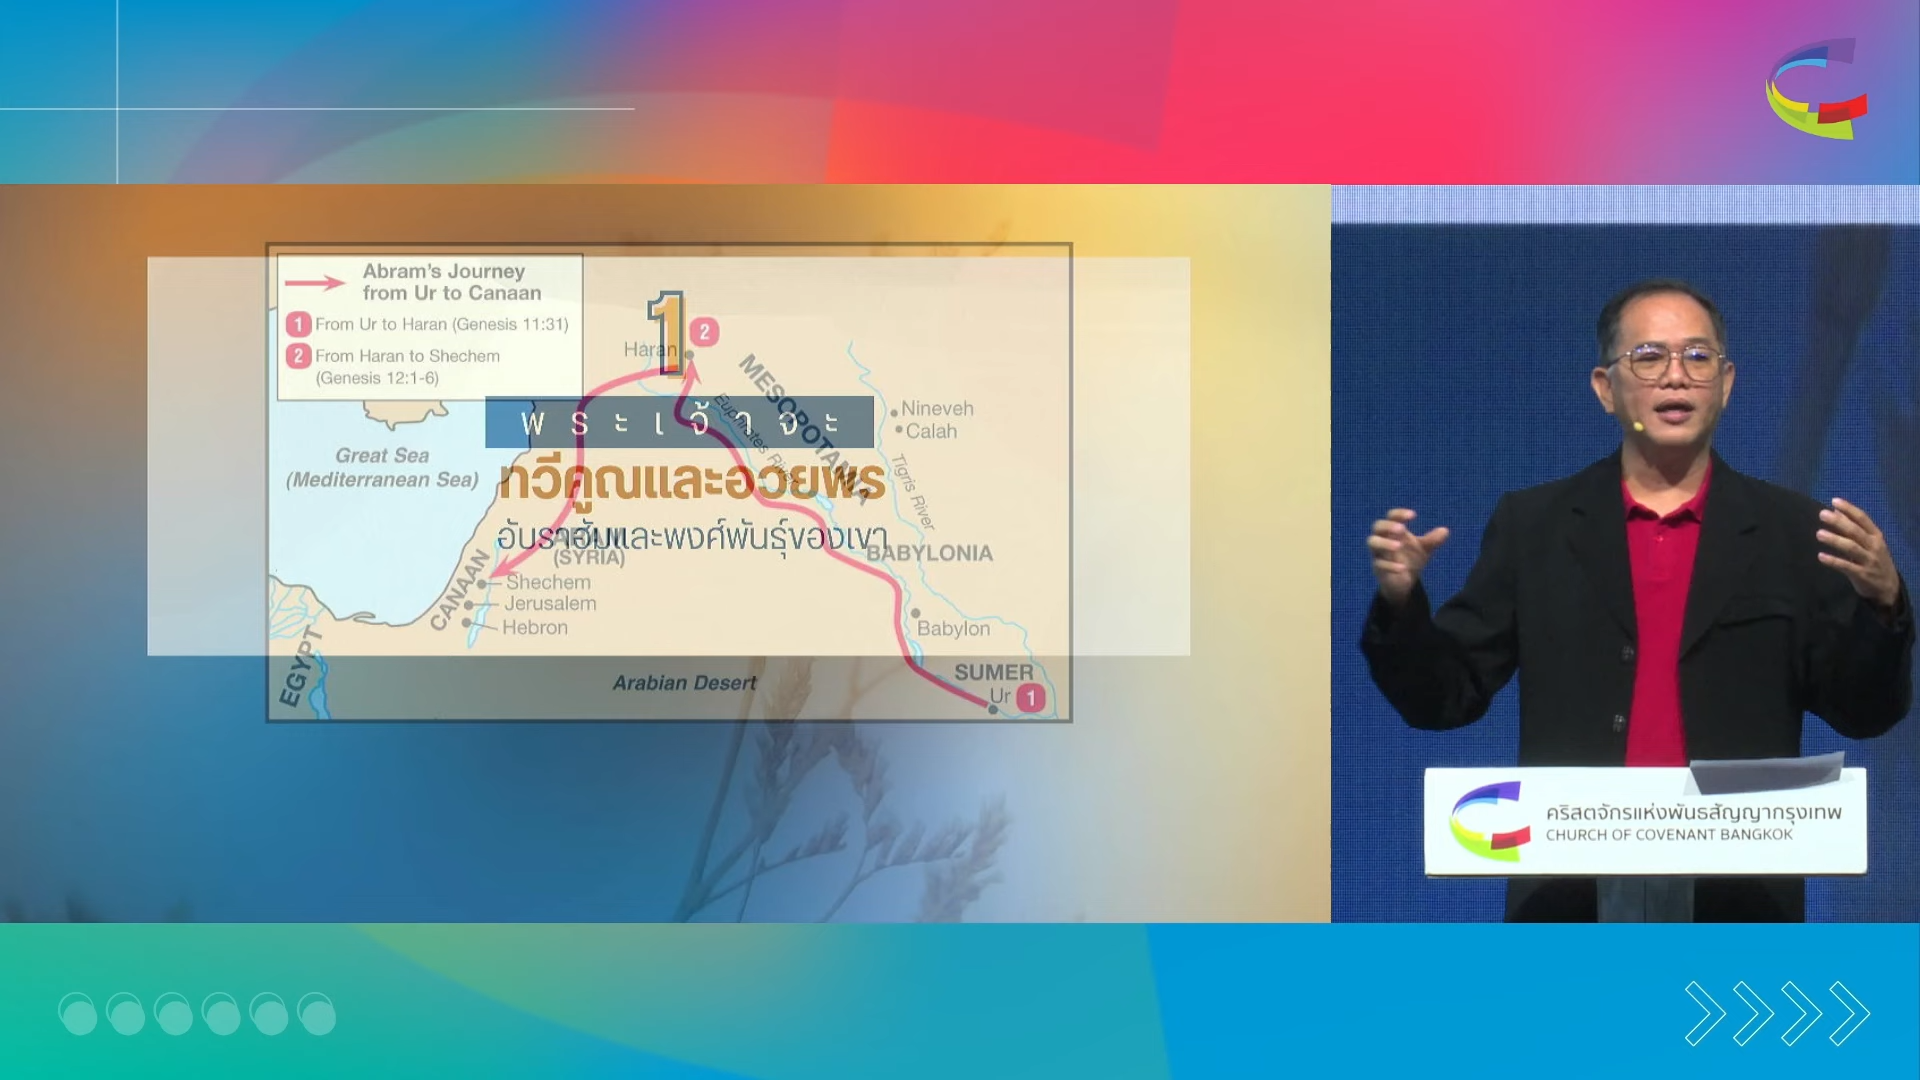 Abram's Journey
from Ur to Canaan
1 From Ur to Haran (Genesis 11:31)
2 From Haran to Shechem
(Genesis 12:1-6)
1
2
Haran
MESOPOTAMIA
Euphrates River
Nineveh
Calah
Tigris River
พระเจ้าจะ
ทวีคูณและอวยพร
อับราฮัมและพงศ์พันธุ์ของเขา
Great Sea
(Mediterranean Sea)
(SYRIA)
BABYLONIA
CANAAN
Shechem
Jerusalem
Hebron
Babylon
EGYPT
Arabian Desert
SUMER
Ur 1
คริสตจักรแห่งพันธสัญญากรุงเทพ
CHURCH OF COVENANT BANGKOK